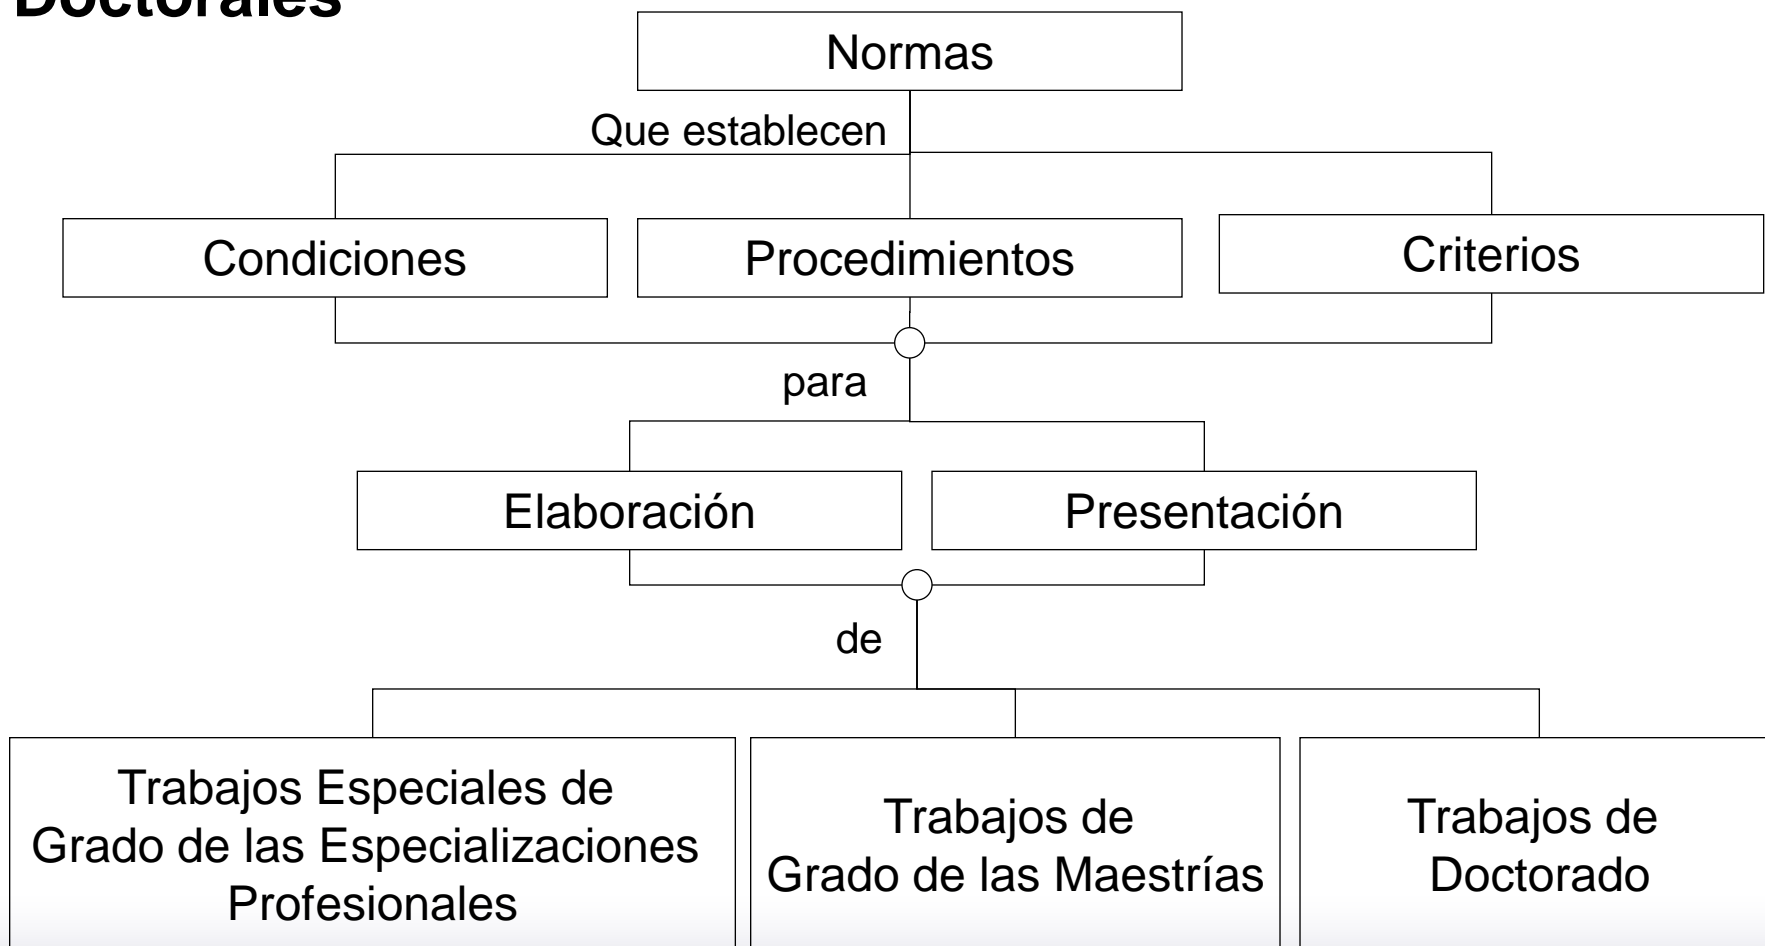 Doctorales
Normas
Que establecen
Condiciones
Procedimientos
Criterios
para
Elaboración
Presentación
de
Trabajos Especiales de
Grado de las Especializaciones
Profesionales
Trabajos de
Grado de las Maestrías
Trabajos de
Doctorado